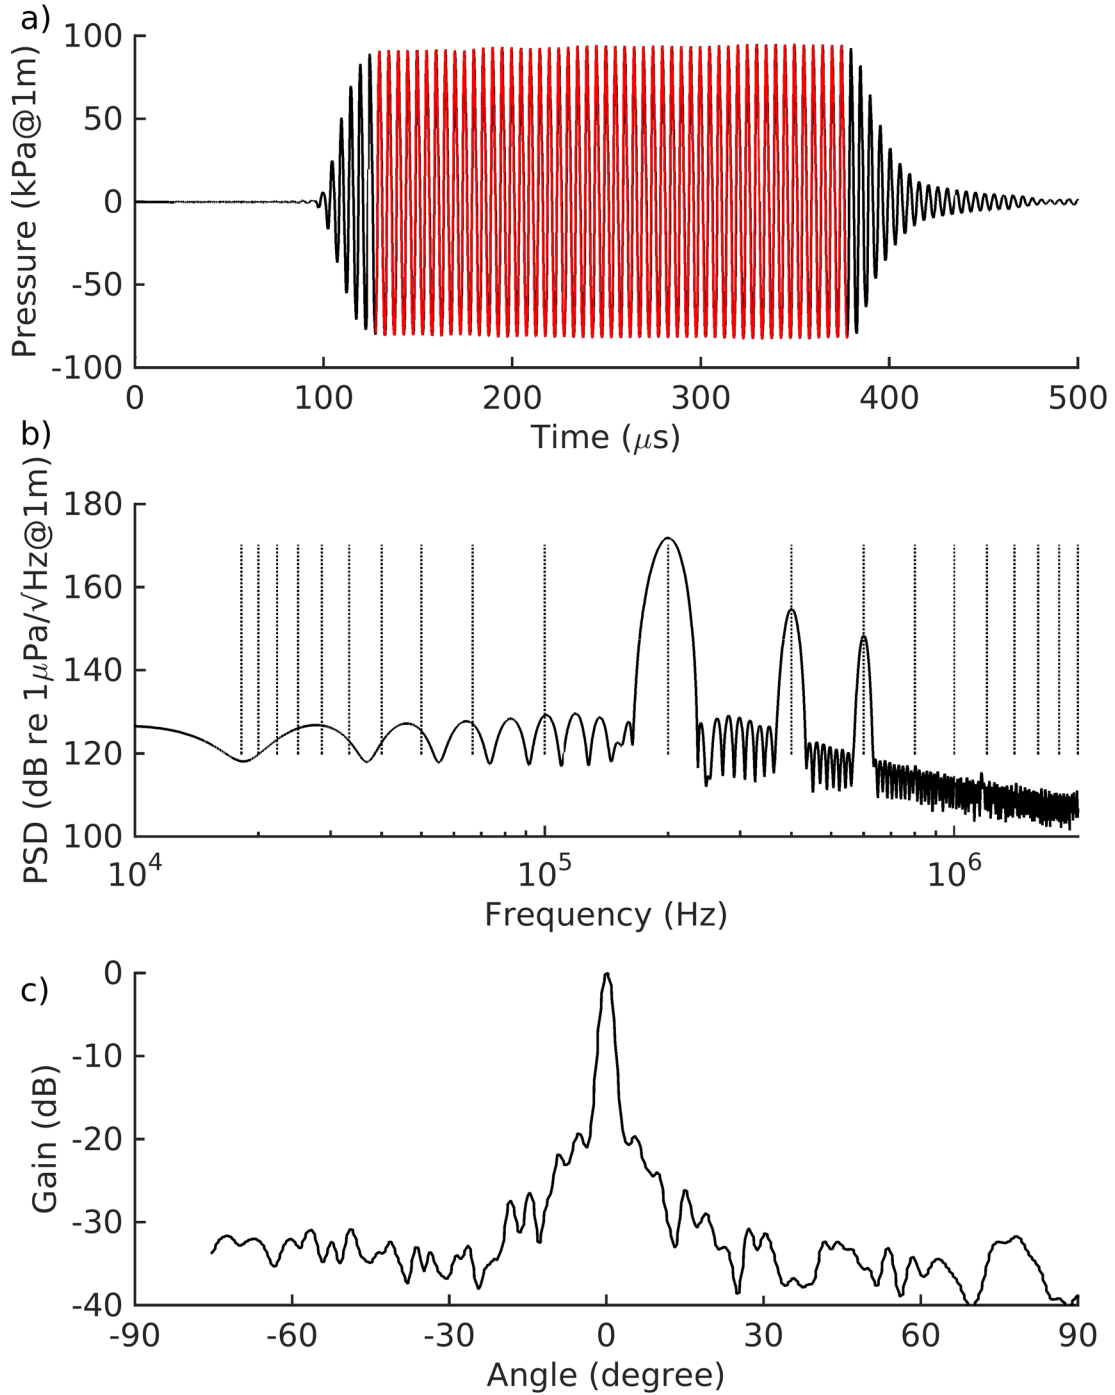 a)
100
50
0
-50
-100
Pressure (kPa@1m)
0 100 200 300 400 500
Time (μs)
b)
180
160
140
120
100
PSD (dB re 1μPa/√Hz@1m)
10^4 10^5 10^6
Frequency (Hz)
c)
0
-10
-20
-30
-40
Gain (dB)
-90 -60 -30 0 30 60 90
Angle (degree)